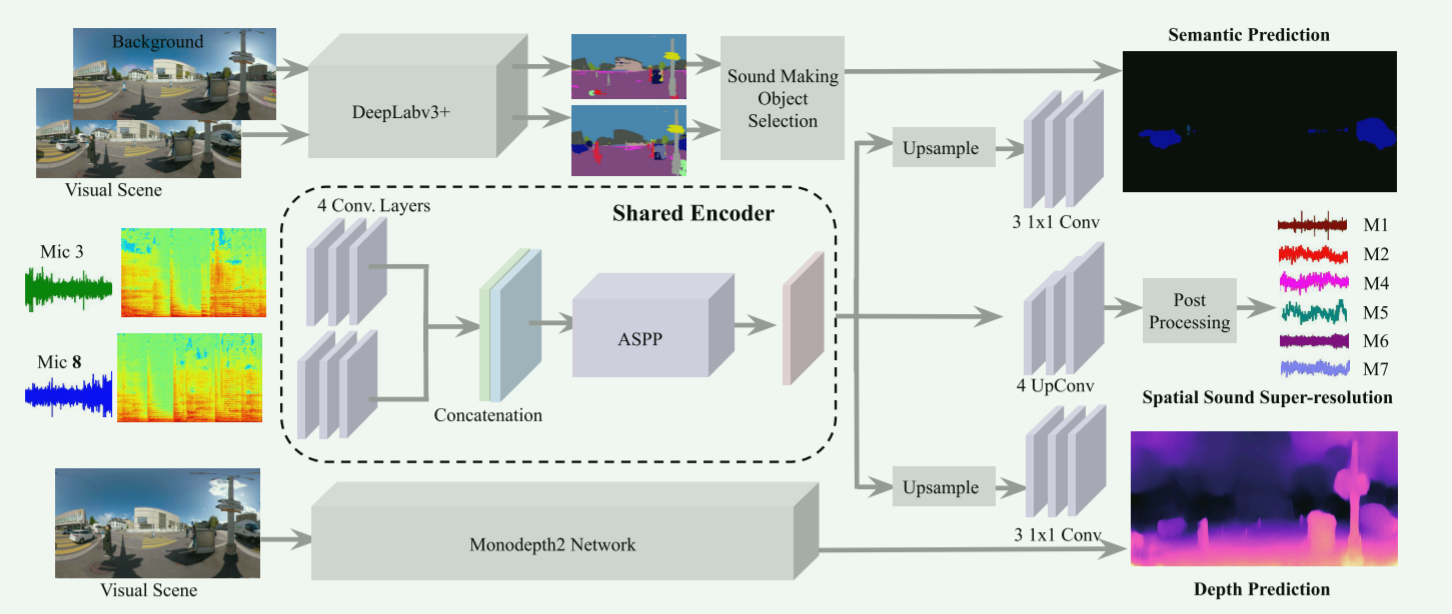 Background
Visual Scene
DeepLabv3+
Sound Making
Object
Selection
Semantic Prediction
Upsample
3 1x1 Conv
Mic 3
Mic 8
4 Conv. Layers
Shared Encoder
Concatenation
ASPP
4 UpConv
Post
Processing
M1
M2
M4
M5
M6
M7
Spatial Sound Super-resolution
Visual Scene
Monodepth2 Network
Upsample
3 1x1 Conv
Depth Prediction